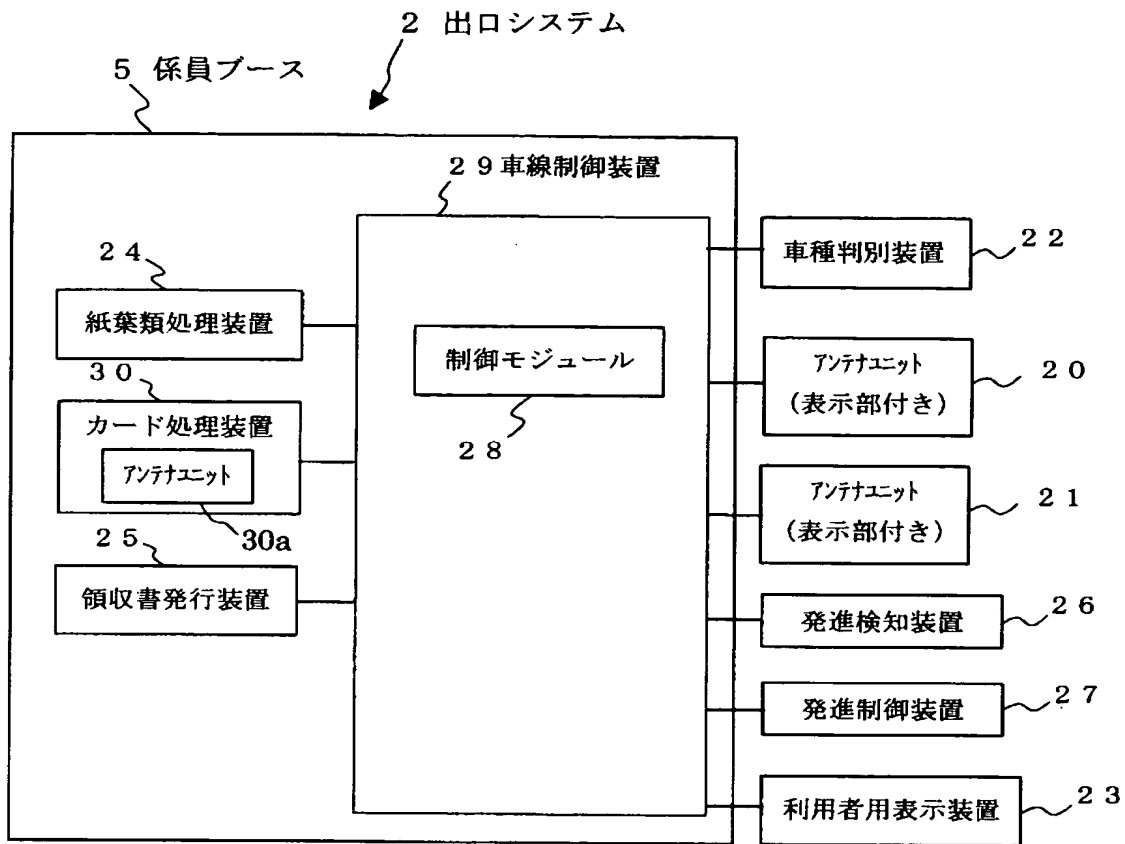 2 出口システム
5 係員ブース
29車線制御装置
24
紙葉類処理装置
30
カード処理装置
アンテナユニット
30a
25
領収書発行装置
制御モジュール
28
車種判別装置
22
アンテナユニット
(表示部付き)
20
アンテナユニット
(表示部付き)
21
発進検知装置
26
発進制御装置
27
利用者用表示装置
23